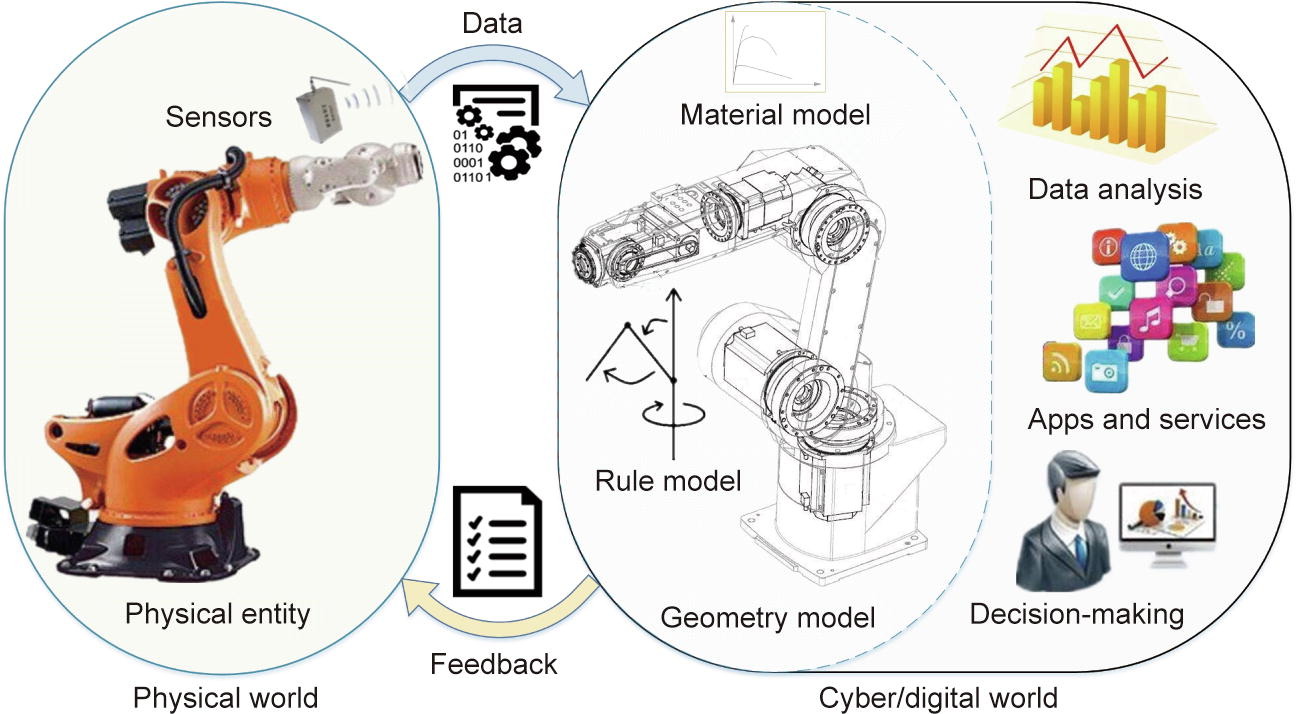 Data
Sensors
01
0110
0001
01101
Material model
Data analysis
Aa
%
Apps and services
Rule model
Physical entity
Geometry model
Decision-making
Feedback
Physical world
Cyber/digital world